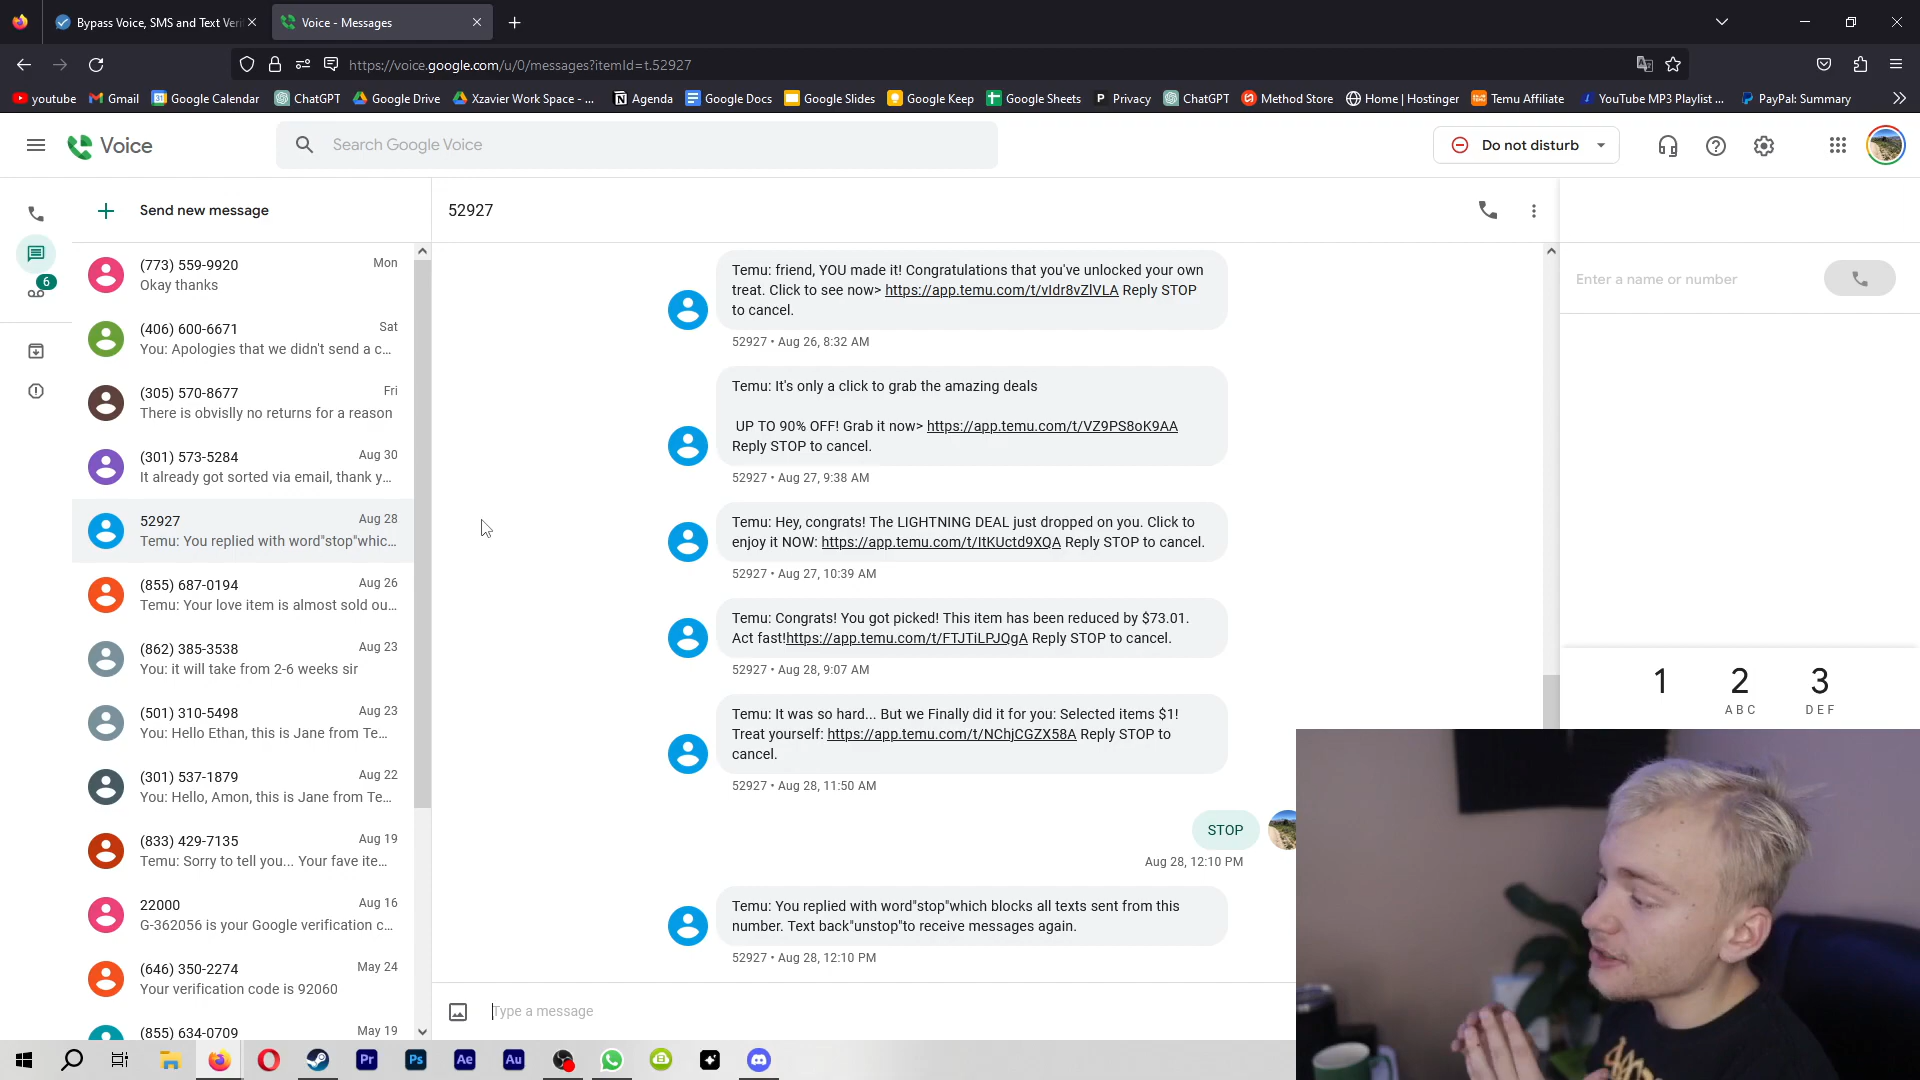 Bypass Voice, SMS and Text Veri
Voice - Messages
https://voice.google.com/u/0/messages?itemId=t.52927
youtube
Gmail
Google Calendar
ChatGPT
Google Drive
Xzavier Work Space - ...
Agenda
Google Docs
Google Slides
Google Keep
Google Sheets
Privacy
ChatGPT
Method Store
Home | Hostinger
Temu Affiliate
YouTube MP3 Playlist ...
PayPal: Summary
Voice
Search Google Voice
Do not disturb
Send new message
52927
6
(773) 559-9920 Mon
Okay thanks
(406) 600-6671 Sat
You: Apologies that we didn't send a c...
(305) 570-8677 Fri
There is obvislly no returns for a reason
(301) 573-5284 Aug 30
It already got sorted via email, thank y...
52927 Aug 28
Temu: You replied with word"stop"whic...
(855) 687-0194 Aug 26
Temu: Your love item is almost sold ou...
(862) 385-3538 Aug 23
You: it will take from 2-6 weeks sir
(501) 310-5498 Aug 23
You: Hello Ethan, this is Jane from Te...
(301) 537-1879 Aug 22
You: Hello, Amon, this is Jane from Te...
(833) 429-7135 Aug 19
Temu: Sorry to tell you... Your fave ite...
22000 Aug 16
G-362056 is your Google verification c...
(646) 350-2274 May 24
Your verification code is 92060
(855) 634-0709 May 19
Temu: friend, YOU made it! Congratulations that you've unlocked your own
treat. Click to see now> https://app.temu.com/t/vIdr8vZlVLA Reply STOP
to cancel.
52927 • Aug 26, 8:32 AM
Temu: It's only a click to grab the amazing deals
UP TO 90% OFF! Grab it now> https://app.temu.com/t/VZ9PS8oK9AA
Reply STOP to cancel.
52927 • Aug 27, 9:38 AM
Temu: Hey, congrats! The LIGHTNING DEAL just dropped on you. Click to
enjoy it NOW: https://app.temu.com/t/ItKUctd9XQA Reply STOP to cancel.
52927 • Aug 27, 10:39 AM
Temu: Congrats! You got picked! This item has been reduced by $73.01.
Act fast!https://app.temu.com/t/FTJTiLPJQgA Reply STOP to cancel.
52927 • Aug 28, 9:07 AM
Temu: It was so hard... But we Finally did it for you: Selected items $1!
Treat yourself: https://app.temu.com/t/NChjCGZX58A Reply STOP to
cancel.
52927 • Aug 28, 11:50 AM
STOP
Aug 28, 12:10 PM
Temu: You replied with word"stop"which blocks all texts sent from this
number. Text back"unstop"to receive messages again.
52927 • Aug 28, 12:10 PM
Type a message
Enter a name or number
1 2 3
ABC DEF
Pr Ps Ae Au